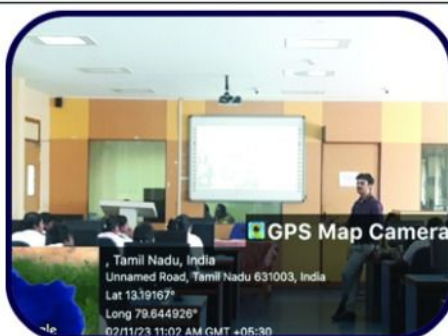 GPS Map Camera
, Tamil Nadu, India
Unnamed Road, Tamil Nadu 631003, India
Lat 13.19167°
Long 79.644926°
02/11/23 11:02 AM GMT +05:30
gle